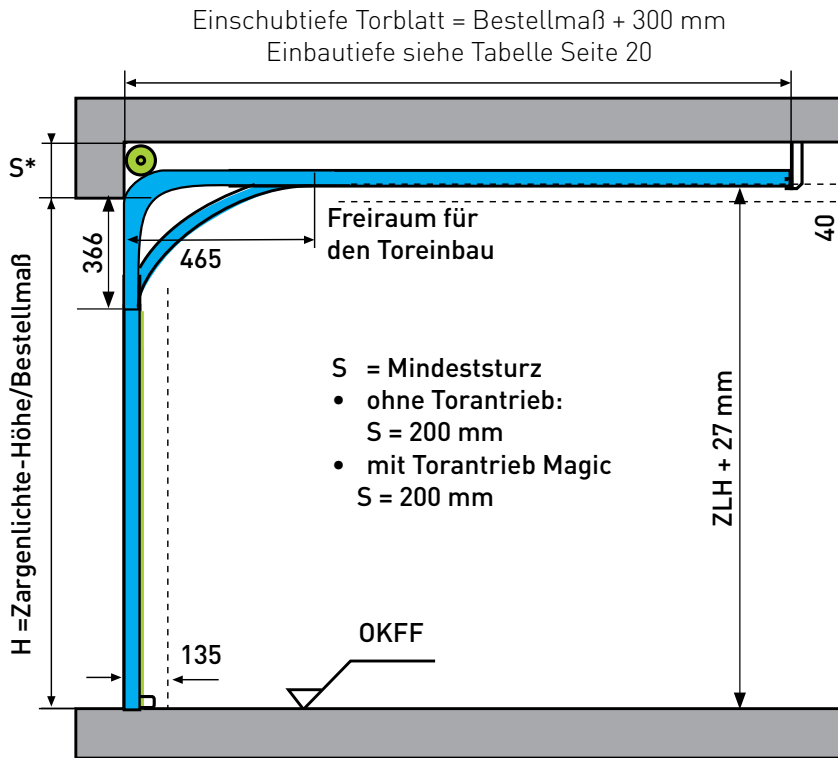 Einschubtiefe Torblatt = Bestellmaß + 300 mm
Einbautiefe siehe Tabelle Seite 20
S*
366
465
Freiraum für
den Toreinbau
40
H =Zargenlichte-Höhe/Bestellmaß
S = Mindeststurz
• ohne Torantrieb:
S = 200 mm
• mit Torantrieb Magic
S = 200 mm
ZLH + 27 mm
135
OKFF